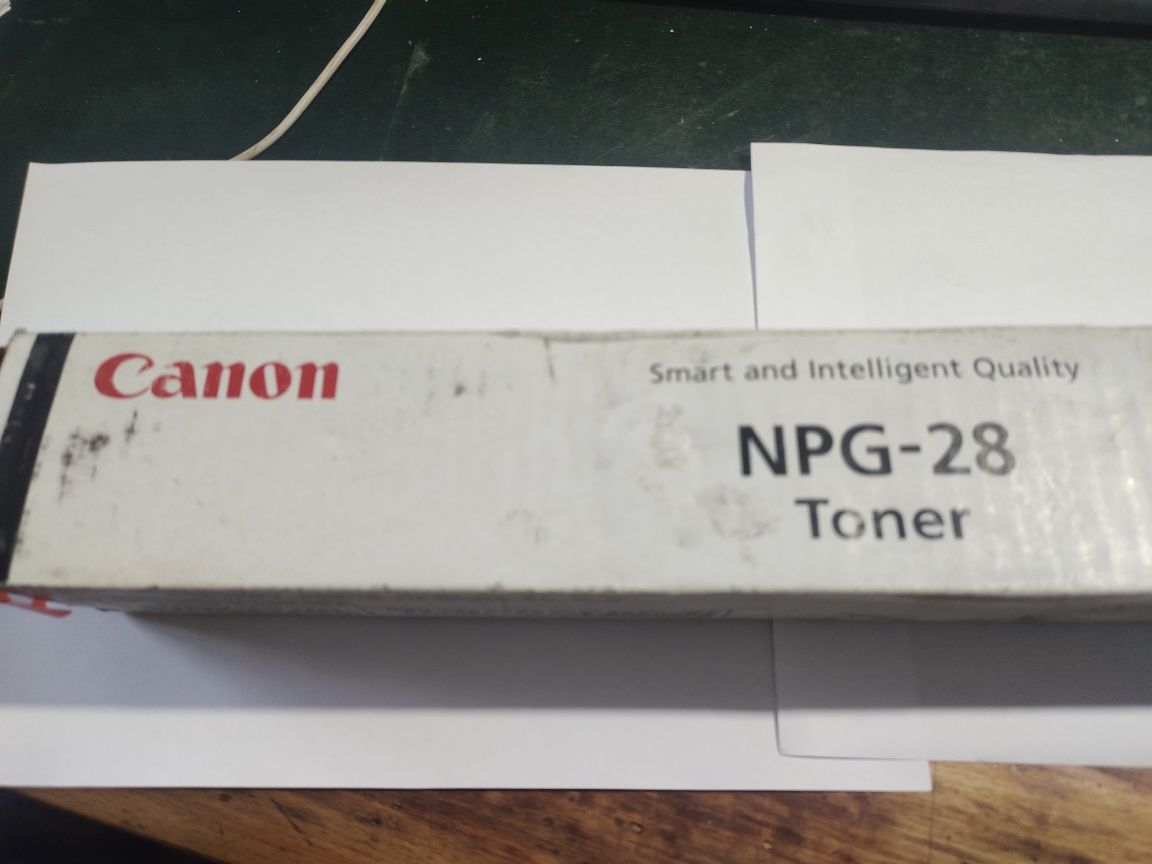 Canon
Smart and Intelligent Quality
NPG-28
Toner